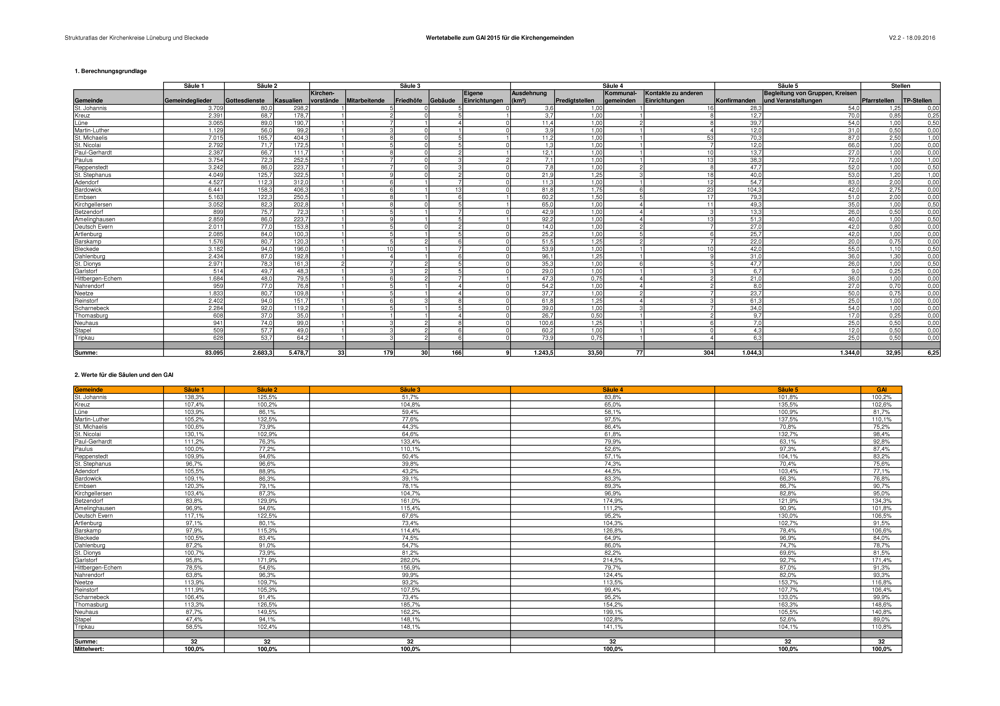 Strukturatlas der Kirchenkreise Lüneburg und Bleckede Wertetabelle zum GAI 2015 für die Kirchengemeinden V2.2 - 18.09.2016
1. Berechnungsgrundlage
Säule 1 Säule 2 Säule 3 Säule 4 Säule 5 Stellen
Kirchen- Eigene Ausdehnung Kommunal- Kontakte zu anderen Begleitung von Gruppen, Kreisen
Gemeinde Gemeindeglieder Gottesdienste Kasualien vorstände Mitarbeitende Friedhöfe Gebäude Einrichtungen (km²) Predigtstellen gemeinden Einrichtungen Konfirmanden und Veranstaltungen Pfarrstellen TP-Stellen
St. Johannis 3.709 80,0 298,2 1 5 0 5 0 3,6 1,00 1 16 28,3 54,0 1,25 0,00
Kreuz 2.391 68,7 178,7 1 2 0 5 1 3,7 1,00 1 8 12,7 70,0 0,85 0,25
Lüne 3.065 89,0 190,7 1 7 1 4 0 11,4 1,00 2 8 39,7 54,0 1,00 0,50
Martin-Luther 1.129 56,0 99,2 1 3 0 1 0 3,9 1,00 1 4 12,0 31,0 0,50 0,00
St. Michaelis 7.015 165,7 404,3 1 8 0 5 1 11,2 1,00 1 53 70,3 87,0 2,50 1,00
St. Nicolai 2.792 71,7 172,5 1 5 0 5 0 1,3 1,00 1 7 12,0 66,0 1,00 0,00
Paul-Gerhardt 2.387 66,7 111,7 1 8 0 2 1 12,1 1,00 1 10 13,7 27,0 1,00 0,00
Paulus 3.754 72,3 252,5 1 7 0 3 2 7,1 1,00 1 13 38,3 72,0 1,00 1,00
Reppenstedt 3.242 86,0 223,7 1 7 0 3 0 7,8 1,00 2 8 47,7 52,0 1,00 0,50
St. Stephanus 4.049 125,7 322,5 1 9 0 2 0 21,9 1,25 3 18 40,0 53,0 1,20 1,00
Adendorf 4.527 112,3 312,0 1 6 1 7 0 11,3 1,00 1 12 54,7 83,0 2,00 0,00
Bardowick 6.441 158,3 406,3 1 6 1 13 0 81,8 1,75 6 23 104,3 42,0 2,75 0,00
Embsen 5.163 122,3 250,5 1 8 1 6 1 60,2 1,50 5 17 79,3 51,0 2,00 0,00
Kirchgellersen 3.052 82,3 202,8 1 8 0 5 1 65,0 1,00 4 11 49,3 35,0 1,00 0,50
Betzendorf 899 75,7 72,3 1 5 1 7 0 42,9 1,00 4 3 13,3 26,0 0,50 0,00
Amelinghausen 2.859 86,0 223,7 1 9 1 5 1 92,2 1,00 4 13 51,3 40,0 1,00 0,50
Deutsch Evern 2.011 77,0 153,8 1 5 0 2 0 14,0 1,00 2 7 27,0 42,0 0,80 0,00
Artlenburg 2.085 84,0 100,3 1 5 1 5 0 25,2 1,00 5 6 25,7 42,0 1,00 0,00
Barskamp 1.576 80,7 120,3 1 5 2 6 0 51,5 1,25 2 7 22,0 20,0 0,75 0,00
Bleckede 3.182 94,0 196,0 1 10 1 7 0 53,9 1,00 1 10 42,0 55,0 1,10 0,50
Dahlenburg 2.434 87,0 192,8 1 4 1 6 0 96,1 1,25 1 9 31,0 36,0 1,30 0,00
St. Dionys 2.971 78,3 161,3 2 7 2 5 0 35,3 1,00 6 5 47,7 26,0 1,00 0,50
Garlstorf 514 49,7 48,3 1 3 2 5 0 29,0 1,00 1 3 6,7 9,0 0,25 0,00
Hittbergen-Echem 1.684 48,0 79,5 1 6 2 7 1 47,3 0,75 4 2 21,0 36,0 1,00 0,00
Nahrendorf 959 77,0 76,8 1 5 1 4 0 54,2 1,00 4 2 8,0 27,0 0,70 0,00
Neetze 1.833 80,7 109,8 1 5 1 4 0 37,7 1,00 2 7 23,7 50,0 0,75 0,00
Reinstorf 2.402 94,0 151,7 1 6 3 8 0 61,8 1,25 4 3 61,3 25,0 1,00 0,00
Scharnebeck 2.284 92,0 119,2 1 5 1 5 0 39,0 1,00 3 7 34,0 54,0 1,00 0,00
Thomasburg 608 37,0 35,0 1 1 1 4 0 26,7 0,50 1 2 9,7 17,0 0,25 0,00
Neuhaus 941 74,0 99,0 1 3 2 8 0 100,6 1,25 1 6 7,0 25,0 0,50 0,00
Stapel 509 57,7 49,0 1 3 2 6 0 60,2 1,00 1 0 4,3 12,0 0,50 0,00
Tripkau 628 53,7 64,2 1 3 2 6 0 73,9 0,75 1 4 6,3 25,0 0,50 0,00
Summe: 83.095 2.683,3 5.478,7 33 179 30 166 9 1.243,5 33,50 77 304 1.044,3 1.344,0 32,95 6,25
2. Werte für die Säulen und den GAI
Gemeinde Säule 1 Säule 2 Säule 3 Säule 4 Säule 5 GAI
St. Johannis 138,3% 125,5% 51,7% 83,8% 101,8% 100,2%
Kreuz 107,4% 100,2% 104,8% 65,0% 135,5% 102,6%
Lüne 103,9% 86,1% 59,4% 58,1% 100,9% 81,7%
Martin-Luther 105,2% 132,5% 77,6% 97,5% 137,5% 110,1%
St. Michaelis 100,6% 73,9% 44,3% 86,4% 70,8% 75,2%
St. Nicolai 130,1% 102,9% 64,6% 61,8% 132,7% 98,4%
Paul-Gerhardt 111,2% 76,3% 133,4% 79,9% 63,1% 92,8%
Paulus 100,0% 77,2% 110,1% 52,6% 97,3% 87,4%
Reppenstedt 109,9% 94,6% 50,4% 57,1% 104,1% 83,2%
St. Stephanus 96,7% 96,6% 39,8% 74,3% 70,4% 75,6%
Adendorf 105,5% 88,9% 43,2% 44,5% 103,4% 77,1%
Bardowick 109,1% 86,3% 39,1% 83,3% 66,3% 76,8%
Embsen 120,3% 79,1% 78,1% 89,3% 86,7% 90,7%
Kirchgellersen 103,4% 87,3% 104,7% 96,9% 82,8% 95,0%
Betzendorf 83,8% 129,9% 161,0% 174,9% 121,9% 134,3%
Amelinghausen 96,9% 94,6% 115,4% 111,2% 90,9% 101,8%
Deutsch Evern 117,1% 122,5% 67,6% 95,2% 130,0% 106,5%
Artlenburg 97,1% 80,1% 73,4% 104,3% 102,7% 91,5%
Barskamp 97,9% 115,3% 114,4% 126,8% 78,4% 106,6%
Bleckede 100,5% 83,4% 74,5% 64,9% 96,9% 84,0%
Dahlenburg 87,2% 91,0% 54,7% 86,0% 74,7% 78,7%
St. Dionys 100,7% 73,9% 81,2% 82,2% 69,6% 81,5%
Garlstorf 95,8% 171,9% 282,0% 214,5% 92,7% 171,4%
Hittbergen-Echem 78,5% 54,6% 156,9% 79,7% 87,0% 91,3%
Nahrendorf 63,8% 96,3% 99,9% 124,4% 82,0% 93,3%
Neetze 113,9% 109,7% 93,2% 113,5% 153,7% 116,8%
Reinstorf 111,9% 105,3% 107,5% 99,4% 107,7% 106,4%
Scharnebeck 106,4% 91,4% 73,4% 95,2% 133,0% 99,9%
Thomasburg 113,3% 126,5% 185,7% 154,2% 163,3% 148,6%
Neuhaus 87,7% 149,5% 162,2% 199,1% 105,5% 140,8%
Stapel 47,4% 94,1% 148,1% 102,8% 52,6% 89,0%
Tripkau 58,5% 102,4% 148,1% 141,1% 104,1% 110,8%
Summe: 32 32 32 32 32 32
Mittelwert: 100,0% 100,0% 100,0% 100,0% 100,0% 100,0%